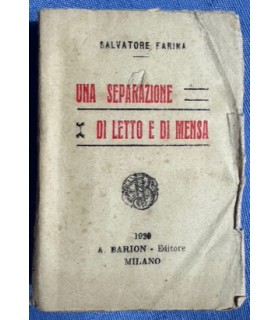 SALVATORE FARINA
UNA SEPARAZIONE
DI LETTO E DI MENSA
A. BARION - Editore
MILANO